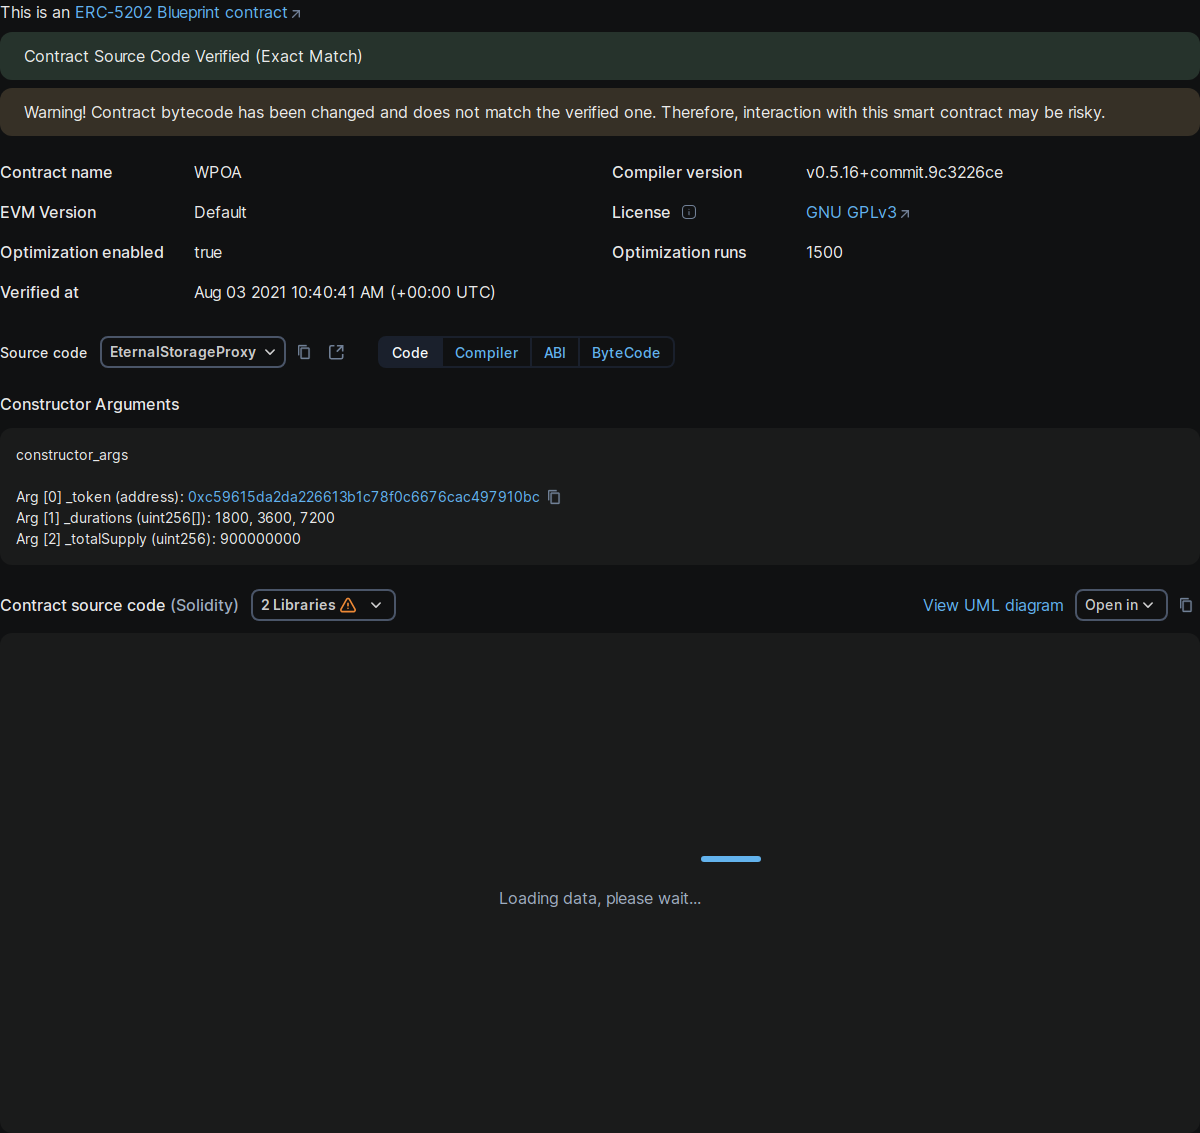 This is an ERC-5202 Blueprint contract
Contract Source Code Verified (Exact Match)
Warning! Contract bytecode has been changed and does not match the verified one. Therefore, interaction with this smart contract may be risky.
Contract name WPOA Compiler version v0.5.16+commit.9c3226ce
EVM Version Default License GNU GPLv3
Optimization enabled true Optimization runs 1500
Verified at Aug 03 2021 10:40:41 AM (+00:00 UTC)
Source code EternalStorageProxy Code Compiler ABI ByteCode
Constructor Arguments
constructor_args
Arg [0] _token (address): 0xc59615da2da226613b1c78f0c6676cac497910bc
Arg [1] _durations (uint256[]): 1800, 3600, 7200
Arg [2] _totalSupply (uint256): 900000000
Contract source code (Solidity) 2 Libraries View UML diagram Open in
Loading data, please wait...